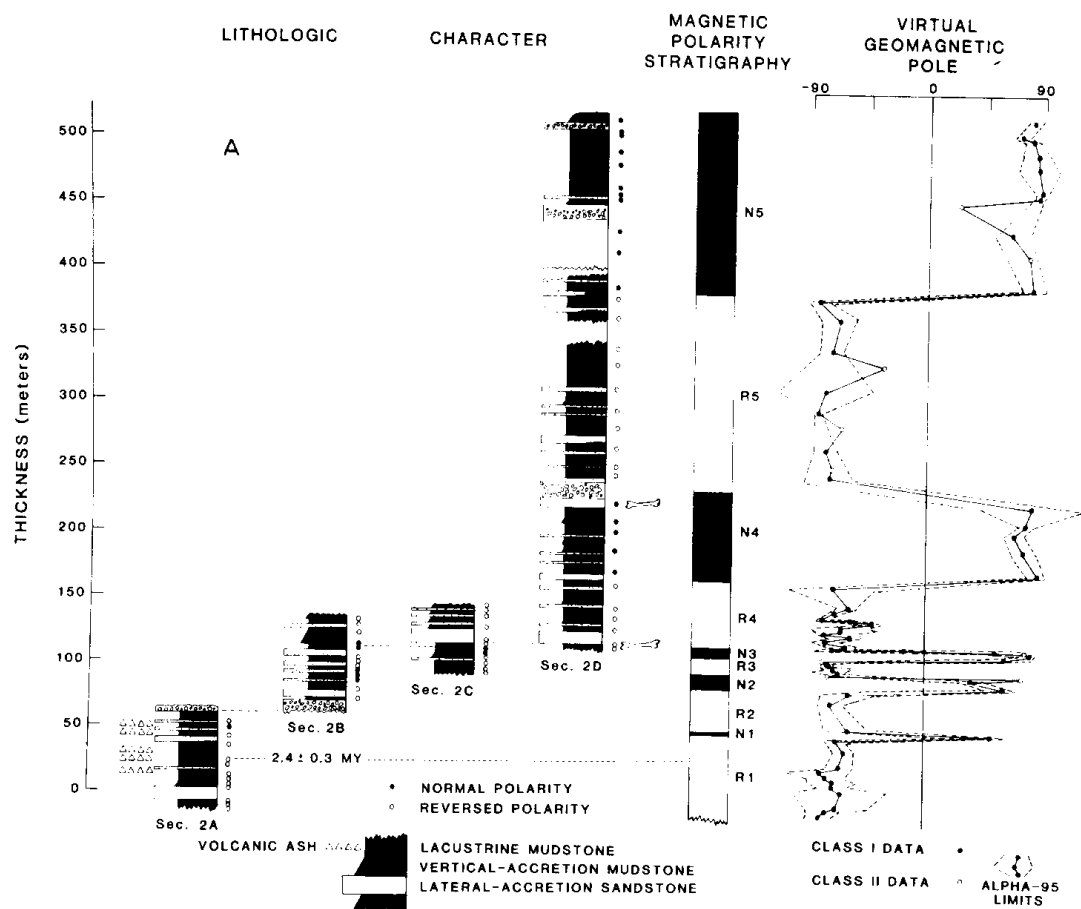 LITHOLOGIC CHARACTER
MAGNETIC
POLARITY
STRATIGRAPHY
VIRTUAL
GEOMAGNETIC
POLE
-90 0 90
A
THICKNESS (meters)
500
450
400
350
300
250
200
150
100
50
0
N5
R5
N4
R4
N3
R3
N2
R2
N1
R1
Sec. 2D
Sec. 2C
Sec. 2B
Sec. 2A
2.4 ± 0.3 MY
NORMAL POLARITY
REVERSED POLARITY
VOLCANIC ASH
LACUSTRINE MUDSTONE
VERTICAL-ACCRETION MUDSTONE
LATERAL-ACCRETION SANDSTONE
CLASS I DATA
CLASS II DATA
ALPHA-95
LIMITS